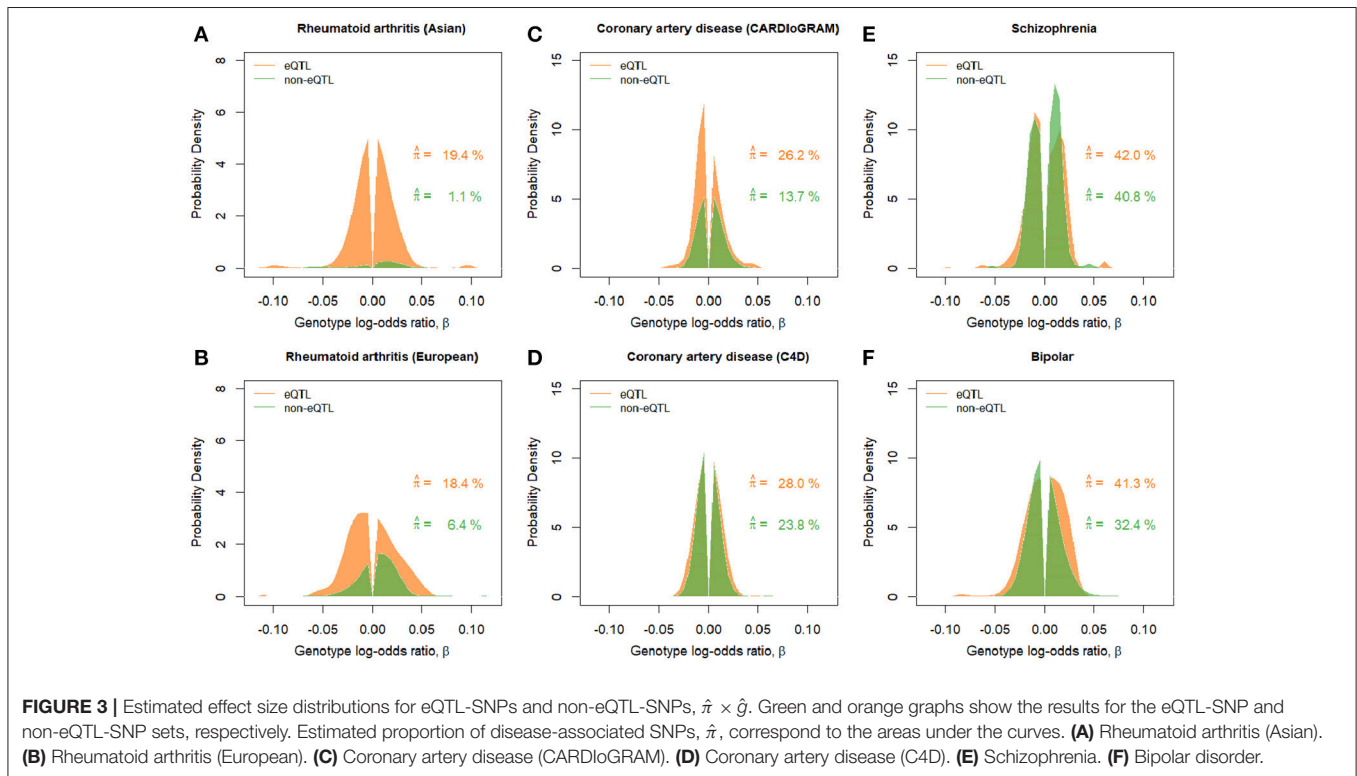 A Rheumatoid arthritis (Asian)
eQTL
non-eQTL
Probability Density
8
6
4
2
0
π̂ = 19.4 %
π̂ = 1.1 %
-0.10 -0.05 0.00 0.05 0.10
Genotype log-odds ratio, β
C Coronary artery disease (CARDIoGRAM)
eQTL
non-eQTL
Probability Density
15
10
5
0
π̂ = 26.2 %
π̂ = 13.7 %
-0.10 -0.05 0.00 0.05 0.10
Genotype log-odds ratio, β
E Schizophrenia
eQTL
non-eQTL
Probability Density
15
10
5
0
π̂ = 42.0 %
π̂ = 40.8 %
-0.10 -0.05 0.00 0.05 0.10
Genotype log-odds ratio, β
B Rheumatoid arthritis (European)
eQTL
non-eQTL
Probability Density
8
6
4
2
0
π̂ = 18.4 %
π̂ = 6.4 %
-0.10 -0.05 0.00 0.05 0.10
Genotype log-odds ratio, β
D Coronary artery disease (C4D)
eQTL
non-eQTL
Probability Density
15
10
5
0
π̂ = 28.0 %
π̂ = 23.8 %
-0.10 -0.05 0.00 0.05 0.10
Genotype log-odds ratio, β
F Bipolar
eQTL
non-eQTL
Probability Density
15
10
5
0
π̂ = 41.3 %
π̂ = 32.4 %
-0.10 -0.05 0.00 0.05 0.10
Genotype log-odds ratio, β
FIGURE 3 | Estimated effect size distributions for eQTL-SNPs and non-eQTL-SNPs, π̂ × ĝ. Green and orange graphs show the results for the eQTL-SNP and
non-eQTL-SNP sets, respectively. Estimated proportion of disease-associated SNPs, π̂, correspond to the areas under the curves. (A) Rheumatoid arthritis (Asian).
(B) Rheumatoid arthritis (European). (C) Coronary artery disease (CARDIoGRAM). (D) Coronary artery disease (C4D). (E) Schizophrenia. (F) Bipolar disorder.